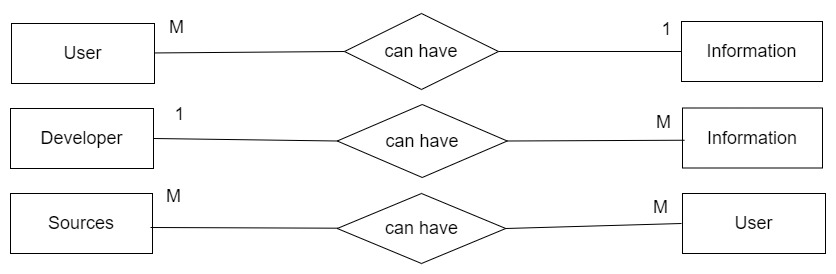 M
User
can have
1
Information
1
Developer
can have
M
Information
M
Sources
can have
M
User